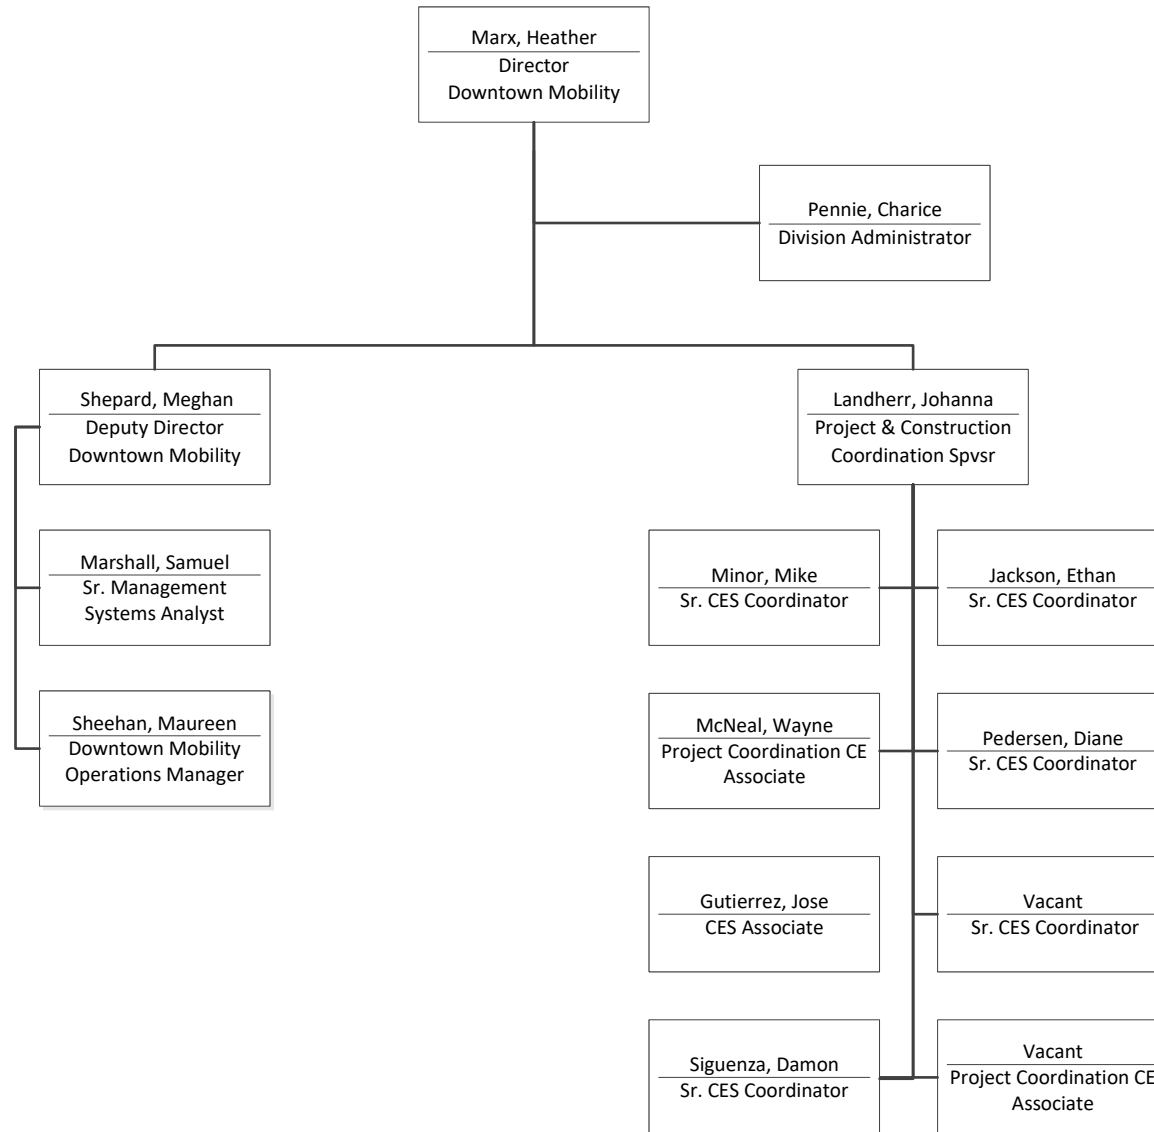 Marx, Heather
Director
Downtown Mobility
Pennie, Charice
Division Administrator
Shepard, Meghan
Deputy Director
Downtown Mobility
Landherr, Johanna
Project & Construction
Coordination Spvsr
Marshall, Samuel
Sr. Management
Systems Analyst
Minor, Mike
Sr. CES Coordinator
Jackson, Ethan
Sr. CES Coordinator
Sheehan, Maureen
Downtown Mobility
Operations Manager
McNeal, Wayne
Project Coordination CE
Associate
Pedersen, Diane
Sr. CES Coordinator
Gutierrez, Jose
CES Associate
Vacant
Sr. CES Coordinator
Siguenza, Damon
Sr. CES Coordinator
Vacant
Project Coordination CE
Associate